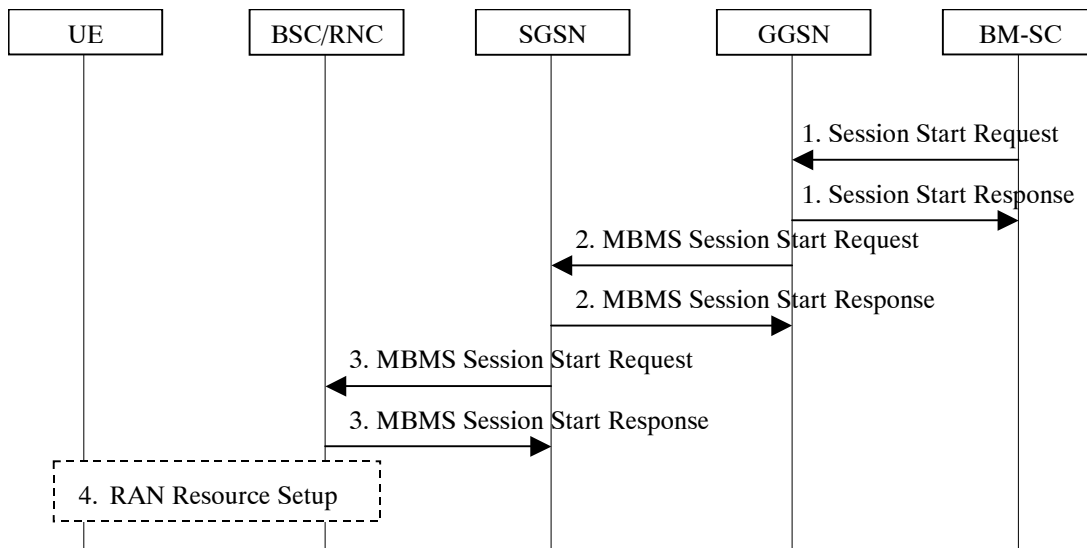 UE
BSC/RNC
SGSN
GGSN
BM-SC
1. Session Start Request
1. Session Start Response
2. MBMS Session Start Request
2. MBMS Session Start Response
3. MBMS Session Start Request
3. MBMS Session Start Response
4. RAN Resource Setup